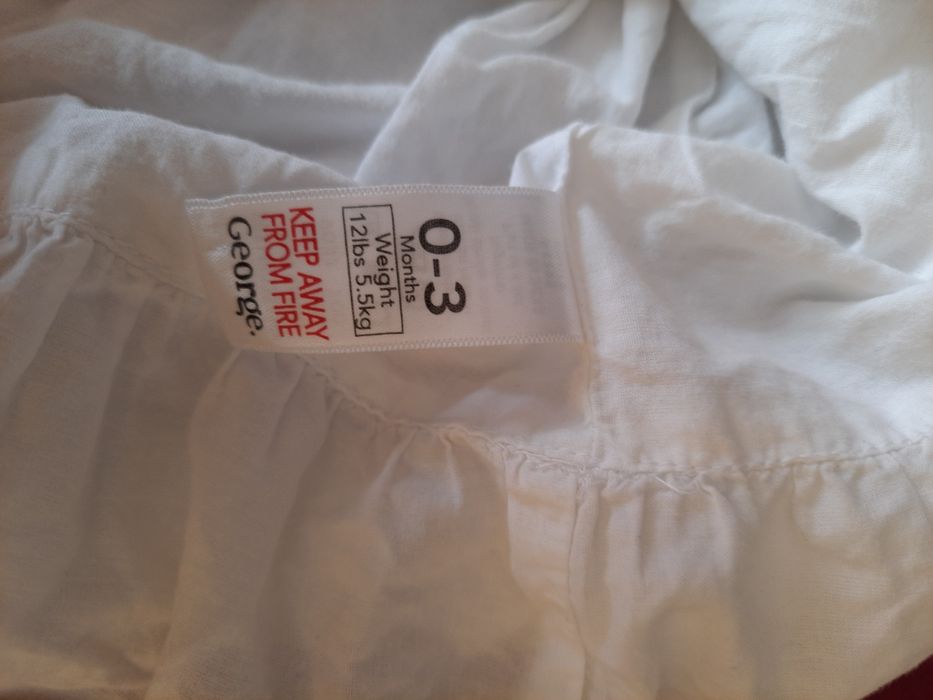 0-3
Months
Weight
12lbs 5.5kg
KEEP AWAY
FROM FIRE
George.